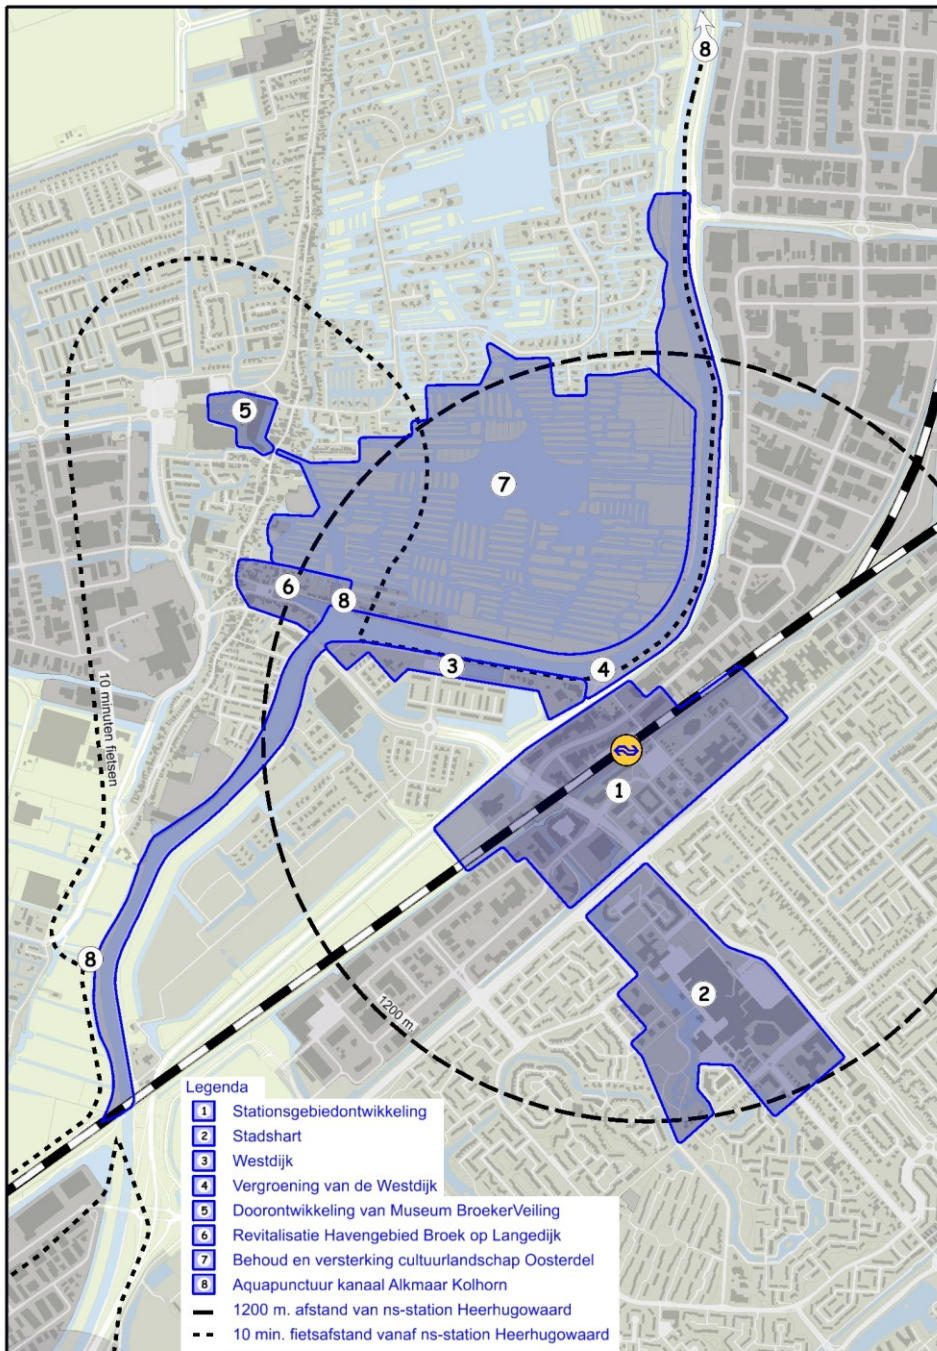 8
5
7
6
8
3
4
10 minuten fietsen
1
8
2
1200 m.
Legenda
1 Stationsgebiedontwikkeling
2 Stadshart
3 Westdijk
4 Vergroening van de Westdijk
5 Doorontwikkeling van Museum BroekerVeiling
6 Revitalisatie Havengebied Broek op Langedijk
7 Behoud en versterking cultuurlandschap Oosterdel
8 Aquapunctuur kanaal Alkmaar Kolhorn
1200 m. afstand van ns-station Heerhugowaard
10 min. fietsafstand vanaf ns-station Heerhugowaard